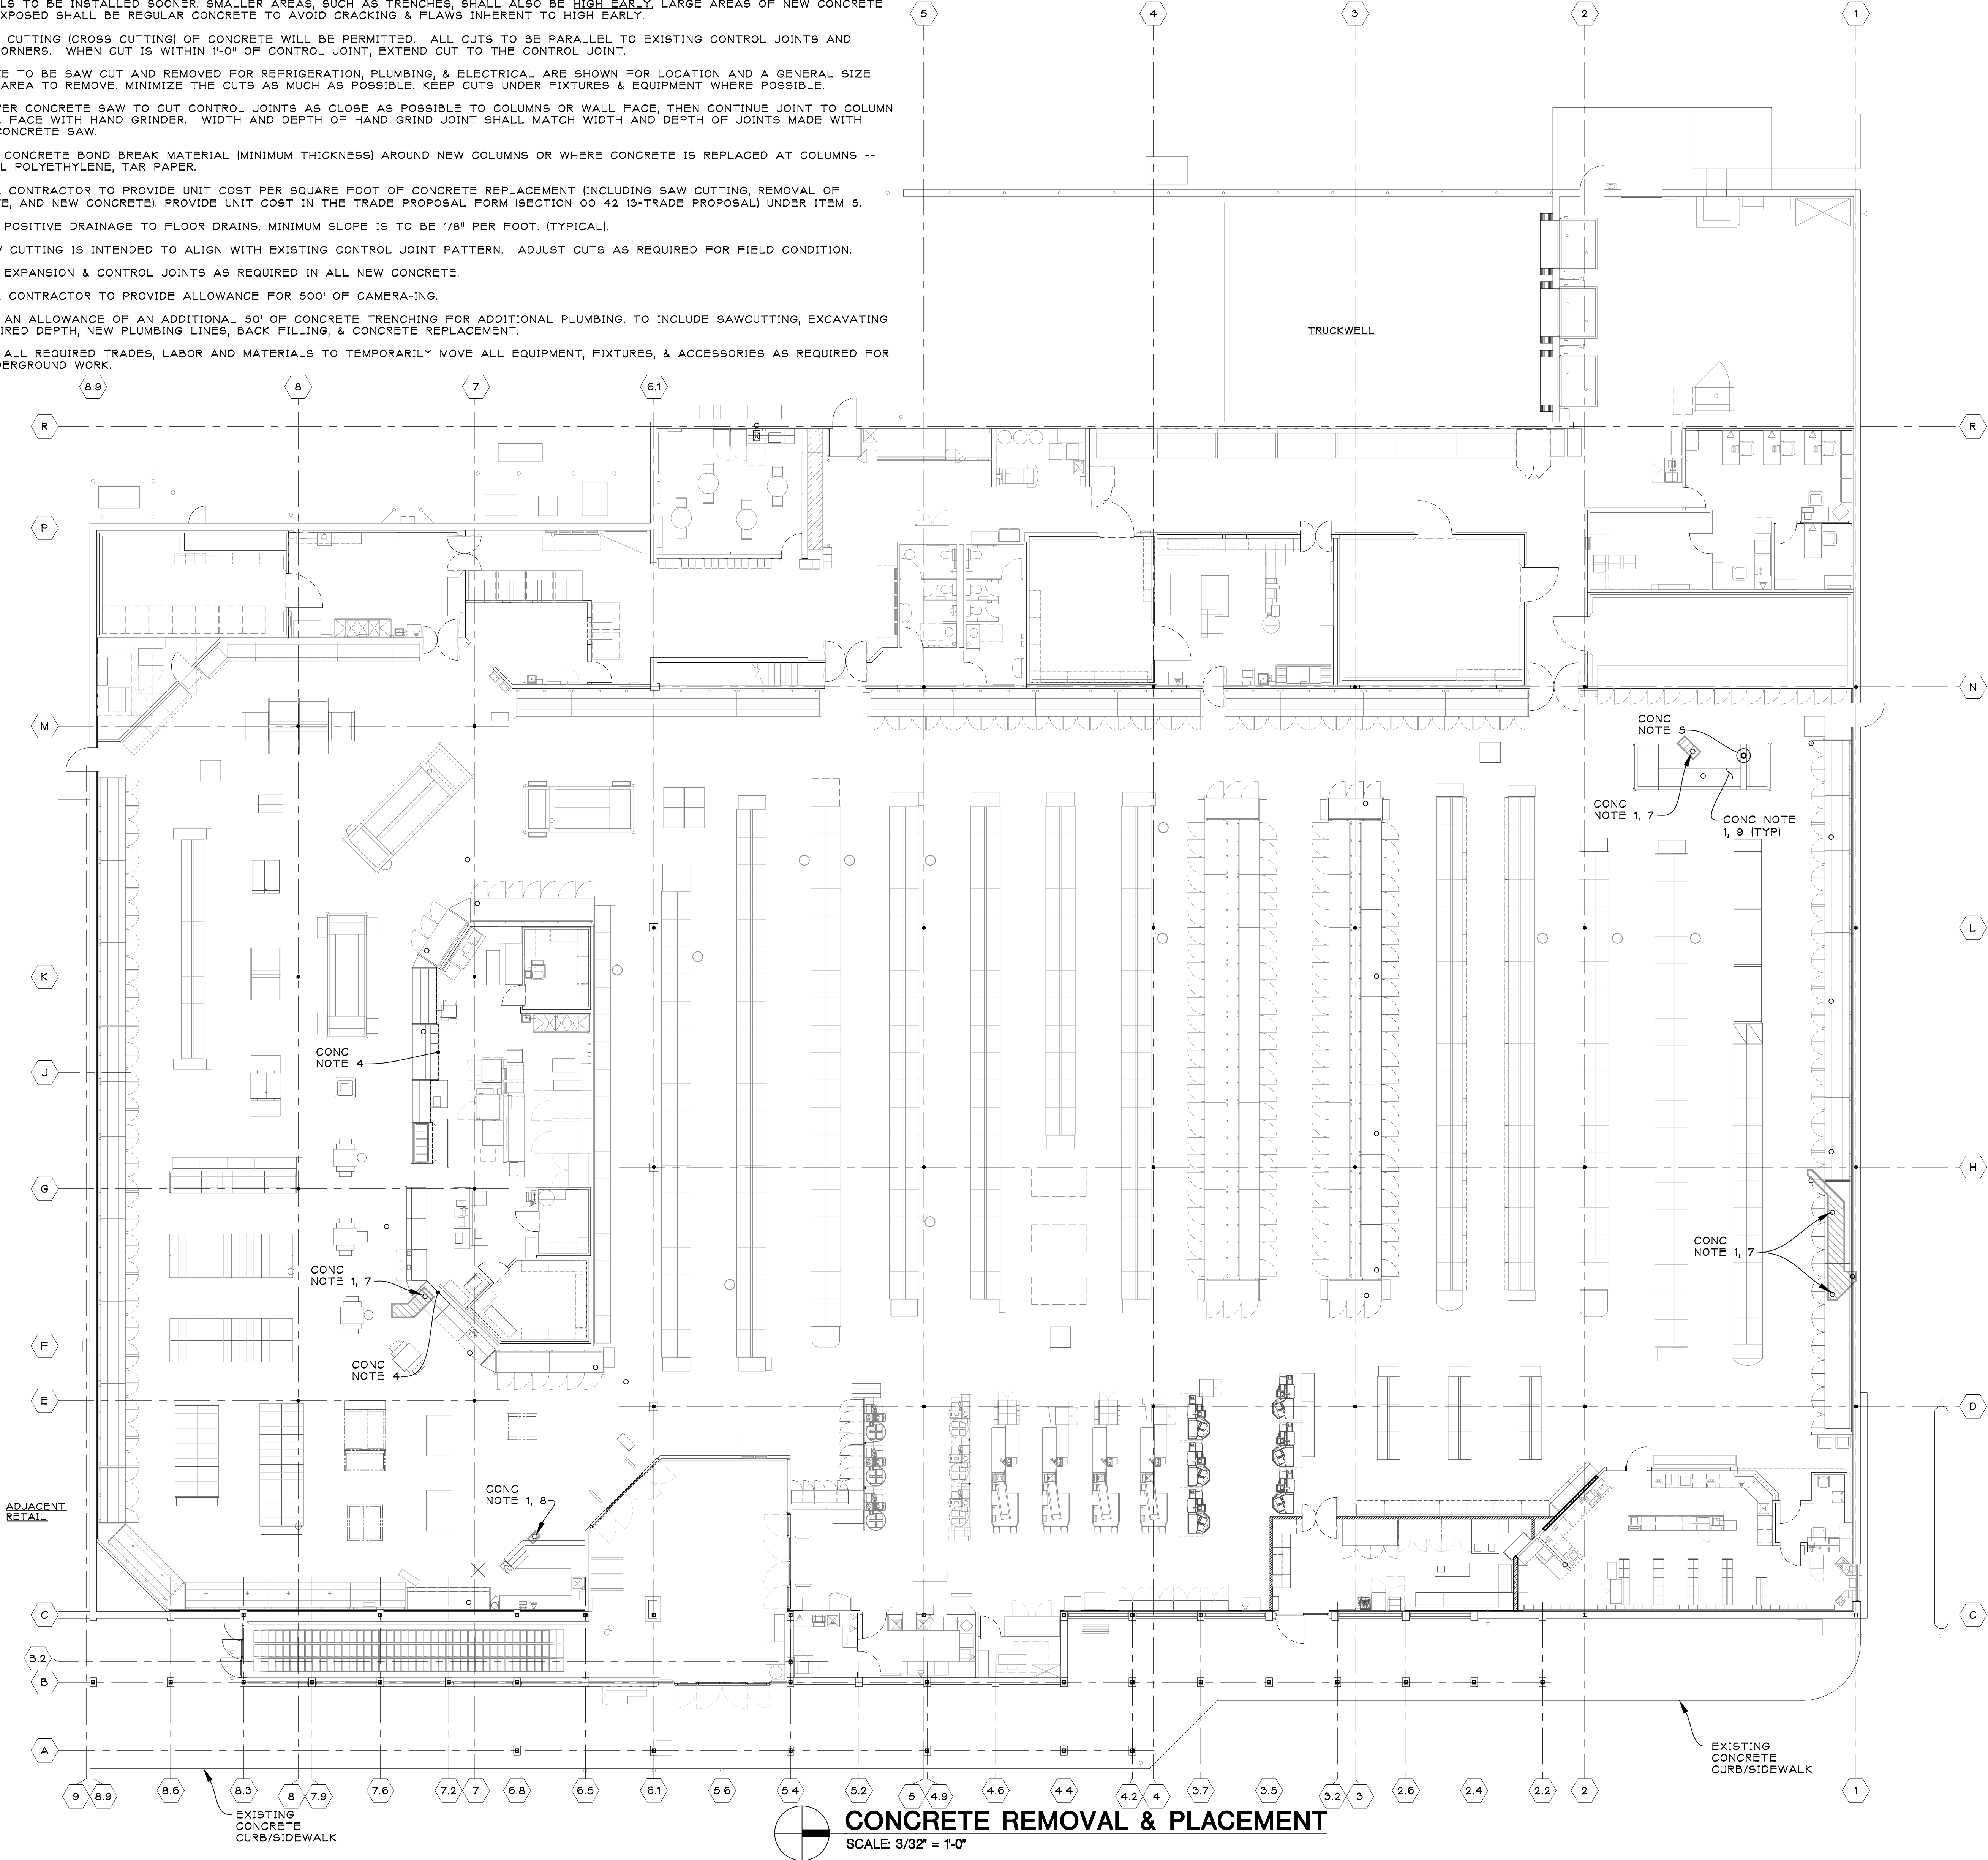 LS TO BE INSTALLED SOONER. SMALLER AREAS, SUCH AS TRENCHES, SHALL ALSO BE HIGH EARLY. LARGE AREAS OF NEW CONCRETE
XPOSED SHALL BE REGULAR CONCRETE TO AVOID CRACKING & FLAWS INHERENT TO HIGH EARLY.
CUTTING (CROSS CUTTING) OF CONCRETE WILL BE PERMITTED. ALL CUTS TO BE PARALLEL TO EXISTING CONTROL JOINTS AND
ORNERS. WHEN CUT IS WITHIN 1'-0" OF CONTROL JOINT, EXTEND CUT TO THE CONTROL JOINT.
TE TO BE SAW CUT AND REMOVED FOR REFRIGERATION, PLUMBING, & ELECTRICAL ARE SHOWN FOR LOCATION AND A GENERAL SIZE
AREA TO REMOVE. MINIMIZE THE CUTS AS MUCH AS POSSIBLE. KEEP CUTS UNDER FIXTURES & EQUIPMENT WHERE POSSIBLE.
VER CONCRETE SAW TO CUT CONTROL JOINTS AS CLOSE AS POSSIBLE TO COLUMNS OR WALL FACE, THEN CONTINUE JOINT TO COLUMN
FACE WITH HAND GRINDER. WIDTH AND DEPTH OF HAND GRIND JOINT SHALL MATCH WIDTH AND DEPTH OF JOINTS MADE WITH
CONCRETE SAW.
CONCRETE BOND BREAK MATERIAL (MINIMUM THICKNESS) AROUND NEW COLUMNS OR WHERE CONCRETE IS REPLACED AT COLUMNS --
L POLYETHYLENE, TAR PAPER.
CONTRACTOR TO PROVIDE UNIT COST PER SQUARE FOOT OF CONCRETE REPLACEMENT (INCLUDING SAW CUTTING, REMOVAL OF
TE, AND NEW CONCRETE). PROVIDE UNIT COST IN THE TRADE PROPOSAL FORM (SECTION 00 42 13-TRADE PROPOSAL) UNDER ITEM 5.
POSITIVE DRAINAGE TO FLOOR DRAINS. MINIMUM SLOPE IS TO BE 1/8" PER FOOT. (TYPICAL).
W CUTTING IS INTENDED TO ALIGN WITH EXISTING CONTROL JOINT PATTERN. ADJUST CUTS AS REQUIRED FOR FIELD CONDITION.
EXPANSION & CONTROL JOINTS AS REQUIRED IN ALL NEW CONCRETE.
CONTRACTOR TO PROVIDE ALLOWANCE FOR 500' OF CAMERA-ING.
AN ALLOWANCE OF AN ADDITIONAL 50' OF CONCRETE TRENCHING FOR ADDITIONAL PLUMBING. TO INCLUDE SAWCUTTING, EXCAVATING
IRED DEPTH, NEW PLUMBING LINES, BACK FILLING, & CONCRETE REPLACEMENT.
ALL REQUIRED TRADES, LABOR AND MATERIALS TO TEMPORARILY MOVE ALL EQUIPMENT, FIXTURES, & ACCESSORIES AS REQUIRED FOR
DERGROUND WORK.
5 4 3 2 1
TRUCKWELL
8.9 8 7 6.1
R R
P
N
M
CONC
NOTE 5
CONC
NOTE 1, 7
CONC NOTE
1, 9 (TYP)
L
K
CONC
NOTE 4
J
H
G
CONC
NOTE 1, 7
CONC
NOTE 1, 7
F
CONC
NOTE 4
E
D
CONC
NOTE 1, 8
ADJACENT
RETAIL
C C
B.2
B
A
EXISTING
CONCRETE
CURB/SIDEWALK
9 8.9 8.6 8.3 8 7.9 7.6 7.2 7 6.8 6.5 6.1 5.6 5.4 5.2 5 4.9 4.6 4.4 4.2 4 3.7 3.5 3.2 3 2.6 2.4 2.2 2 1
EXISTING
CONCRETE
CURB/SIDEWALK
CONCRETE REMOVAL & PLACEMENT
SCALE: 3/32" = 1'-0"